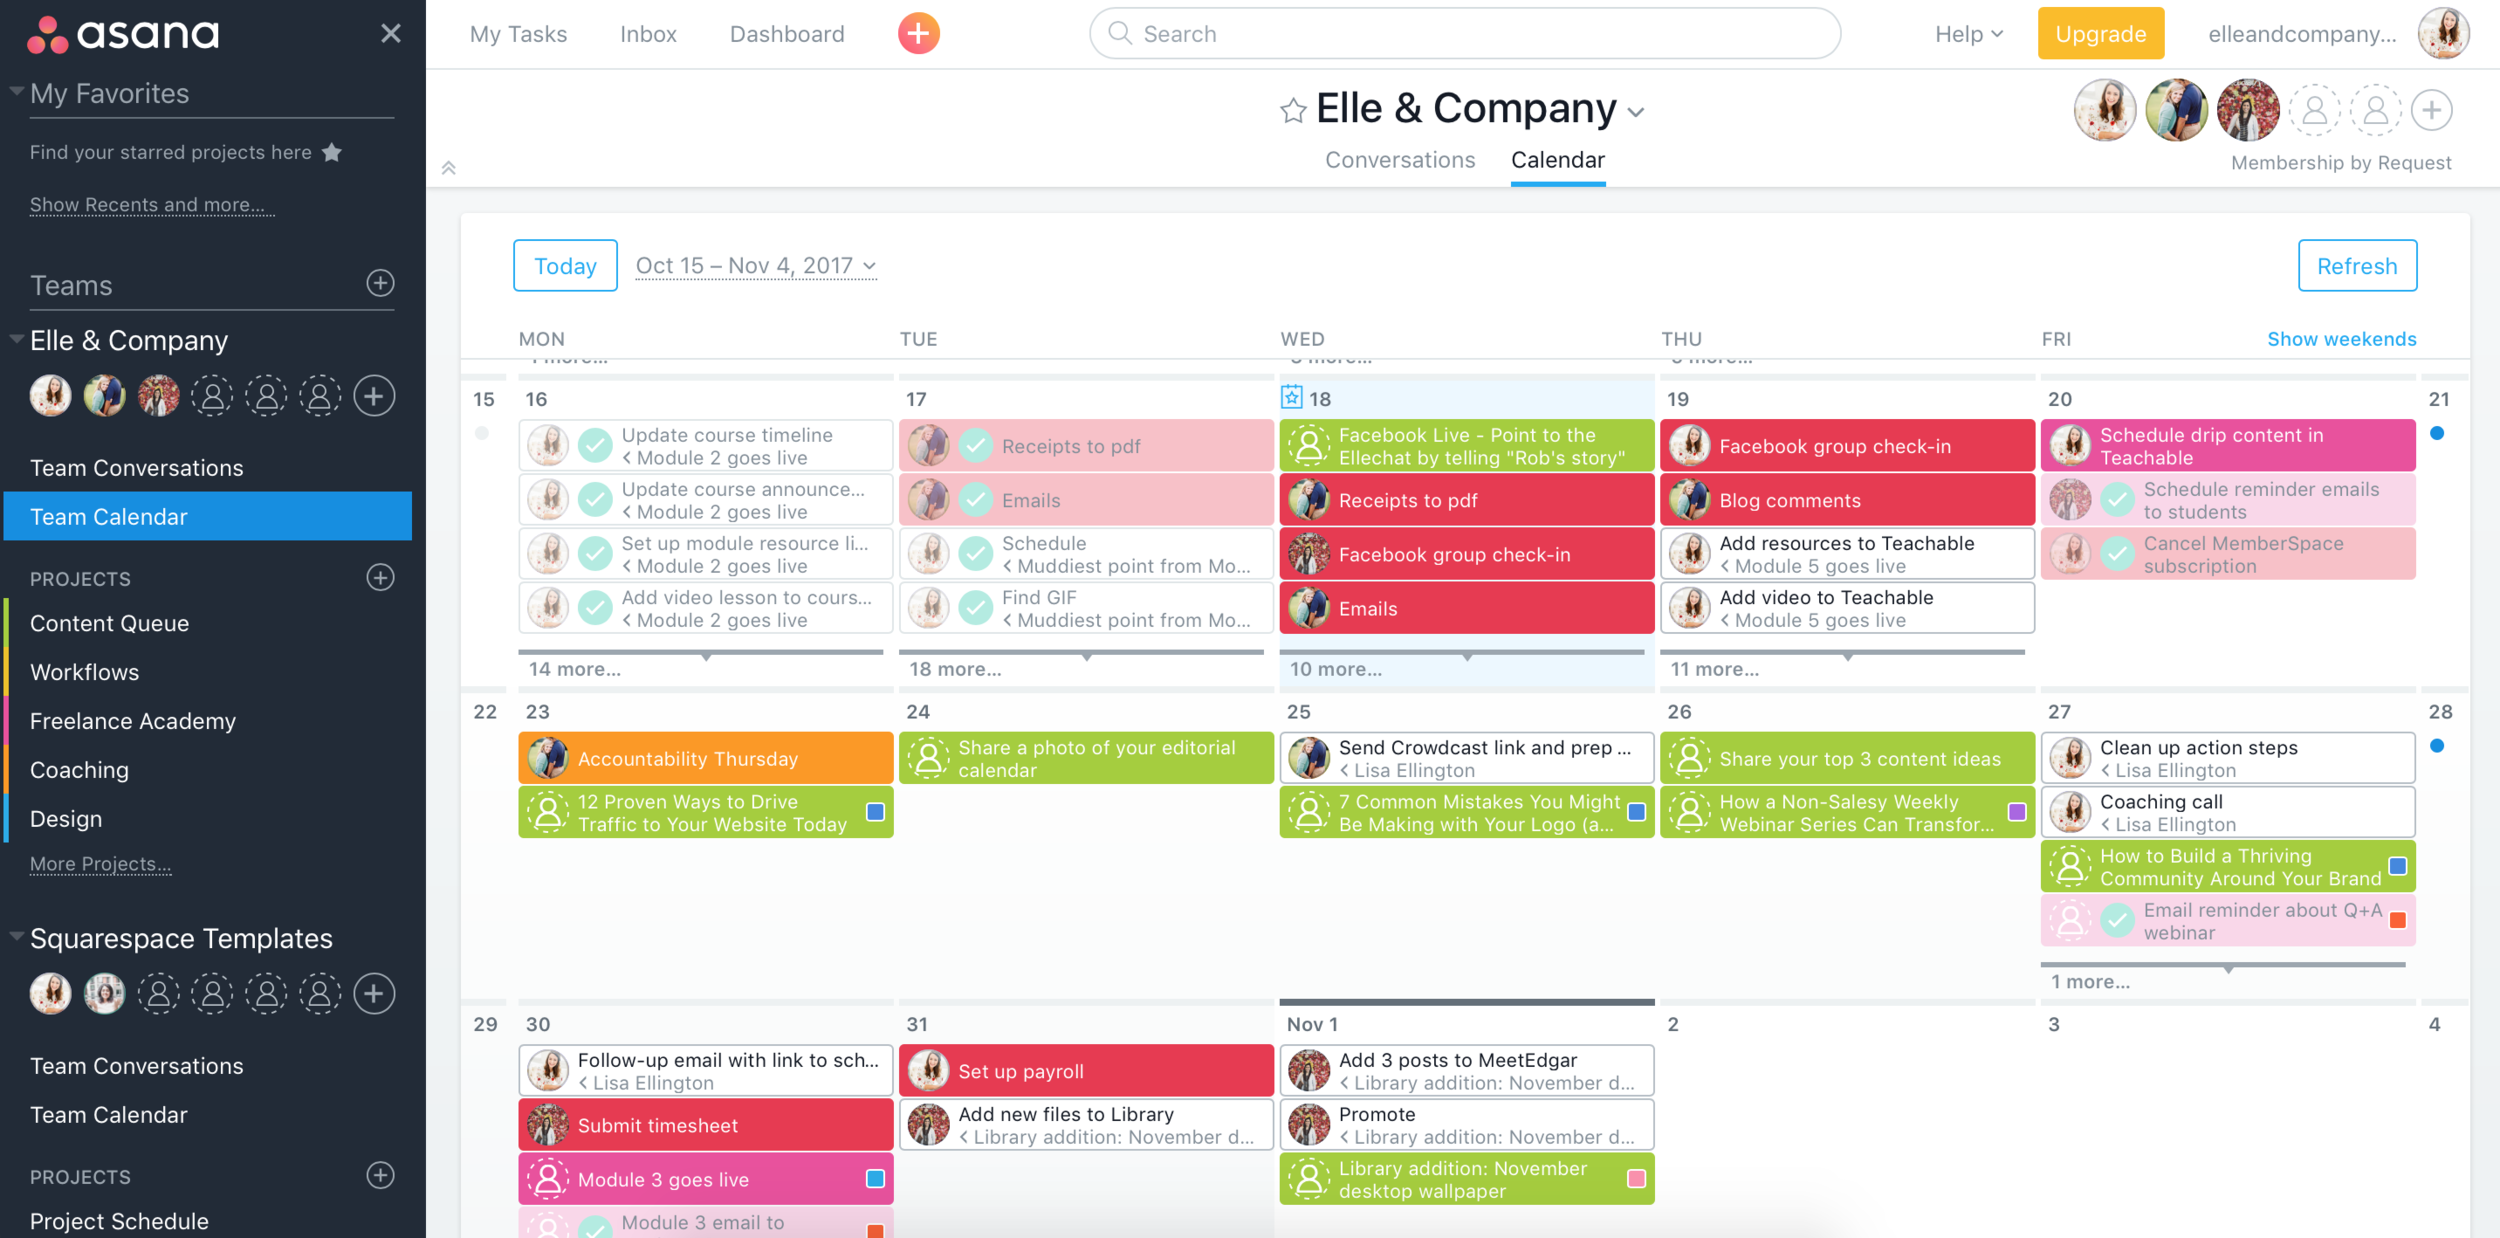 asana
My Favorites
Find your starred projects here
Show Recents and more...
Teams
Elle & Company
Team Conversations
Team Calendar
PROJECTS
Content Queue
Workflows
Freelance Academy
Coaching
Design
More Projects...
Squarespace Templates
Team Conversations
Team Calendar
PROJECTS
Project Schedule
My Tasks
Inbox
Dashboard
Search
Help
Upgrade
elleandcompany...
Elle & Company
Conversations
Calendar
Membership by Request
Today
Oct 15 – Nov 4, 2017
Refresh
MON
TUE
WED
THU
FRI
Show weekends
15
16
Update course timeline
< Module 2 goes live
Update course announce...
< Module 2 goes live
Set up module resource li...
< Module 2 goes live
Add video lesson to cours...
< Module 2 goes live
14 more...
17
Receipts to pdf
Emails
Schedule
< Muddiest point from Mo...
Find GIF
< Muddiest point from Mo...
18 more...
18
Facebook Live - Point to the
Ellechat by telling "Rob's story"
Receipts to pdf
Facebook group check-in
Emails
10 more...
19
Facebook group check-in
Blog comments
Add resources to Teachable
< Module 5 goes live
Add video to Teachable
< Module 5 goes live
11 more...
20
Schedule drip content in
Teachable
Schedule reminder emails
to students
Cancel MemberSpace
subscription
21
22
23
Accountability Thursday
12 Proven Ways to Drive
Traffic to Your Website Today
24
Share a photo of your editorial
calendar
25
Send Crowdcast link and prep ...
< Lisa Ellington
7 Common Mistakes You Might
Be Making with Your Logo (a...
26
Share your top 3 content ideas
How a Non-Salesy Weekly
Webinar Series Can Transfor...
27
Clean up action steps
< Lisa Ellington
Coaching call
< Lisa Ellington
How to Build a Thriving
Community Around Your Brand
Email reminder about Q+A
webinar
1 more...
28
29
30
Follow-up email with link to sch...
< Lisa Ellington
Submit timesheet
Module 3 goes live
Module 3 email to
31
Set up payroll
Add new files to Library
< Library addition: November d...
Nov 1
Add 3 posts to MeetEdgar
< Library addition: November d...
Promote
< Library addition: November d...
Library addition: November
desktop wallpaper
2
3
4